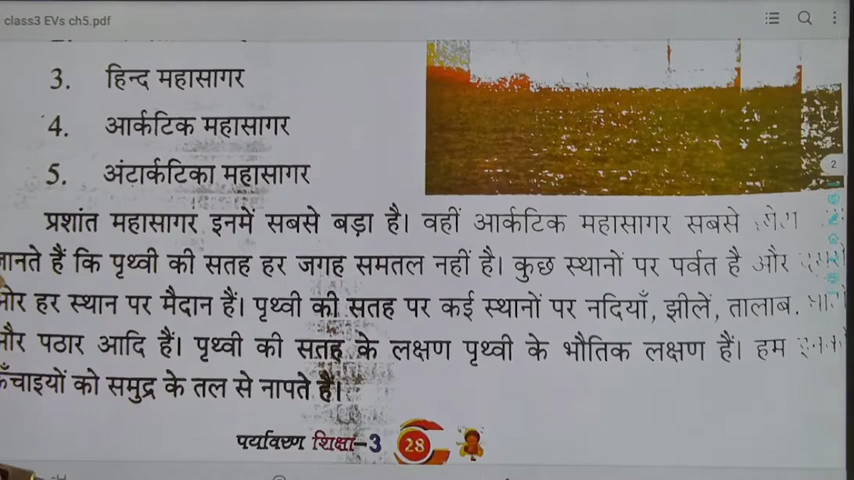 class3 EVs ch5.pdf
3. हिन्द महासागर
4. आर्कटिक महासागर
5. अंटार्कटिका महासागर
2
प्रशांत महासागर इनमें सबसे बड़ा है। वहीं आर्कटिक महासागर सबसे
जानते हैं कि पृथ्वी की सतह हर जगह समतल नहीं है। कुछ स्थानों पर पर्वत है और
ओर हर स्थान पर मैदान हैं। पृथ्वी की सतह पर कई स्थानों पर नदियाँ, झीलें, तालाब,
और पठार आदि हैं। पृथ्वी की सतह के लक्षण पृथ्वी के भौतिक लक्षण हैं। हम
ऊँचाइयों को समुद्र के तल से नापते हैं।
पर्यावरण शिक्षा-3 28